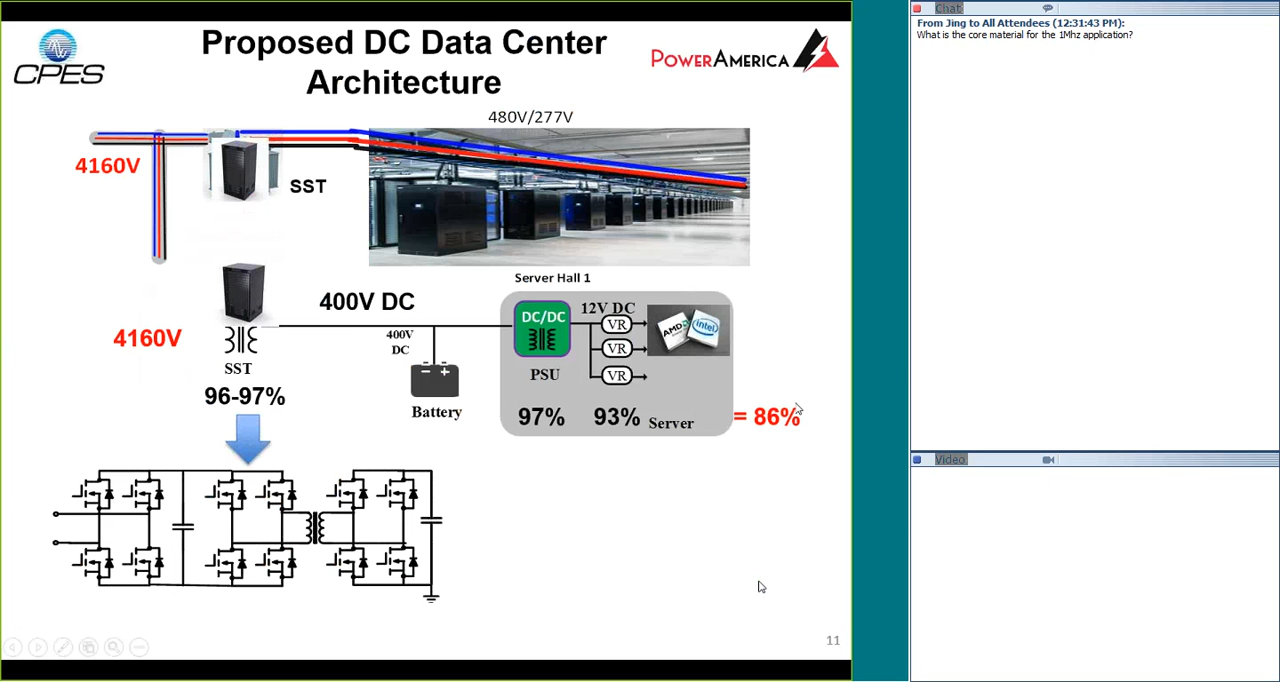 CPES
Proposed DC Data Center
Architecture
POWERAMERICA
480V/277V
4160V
SST
Server Hall 1
400V DC
4160V
400V
DC
SST
96-97%
Battery
DC/DC
12V DC
VR
VR
VR
AMD
intel
PSU
97%
93%
Server
= 86%
11
Chat
From Jing to All Attendees (12:31:43 PM):
What is the core material for the 1Mhz application?
Video